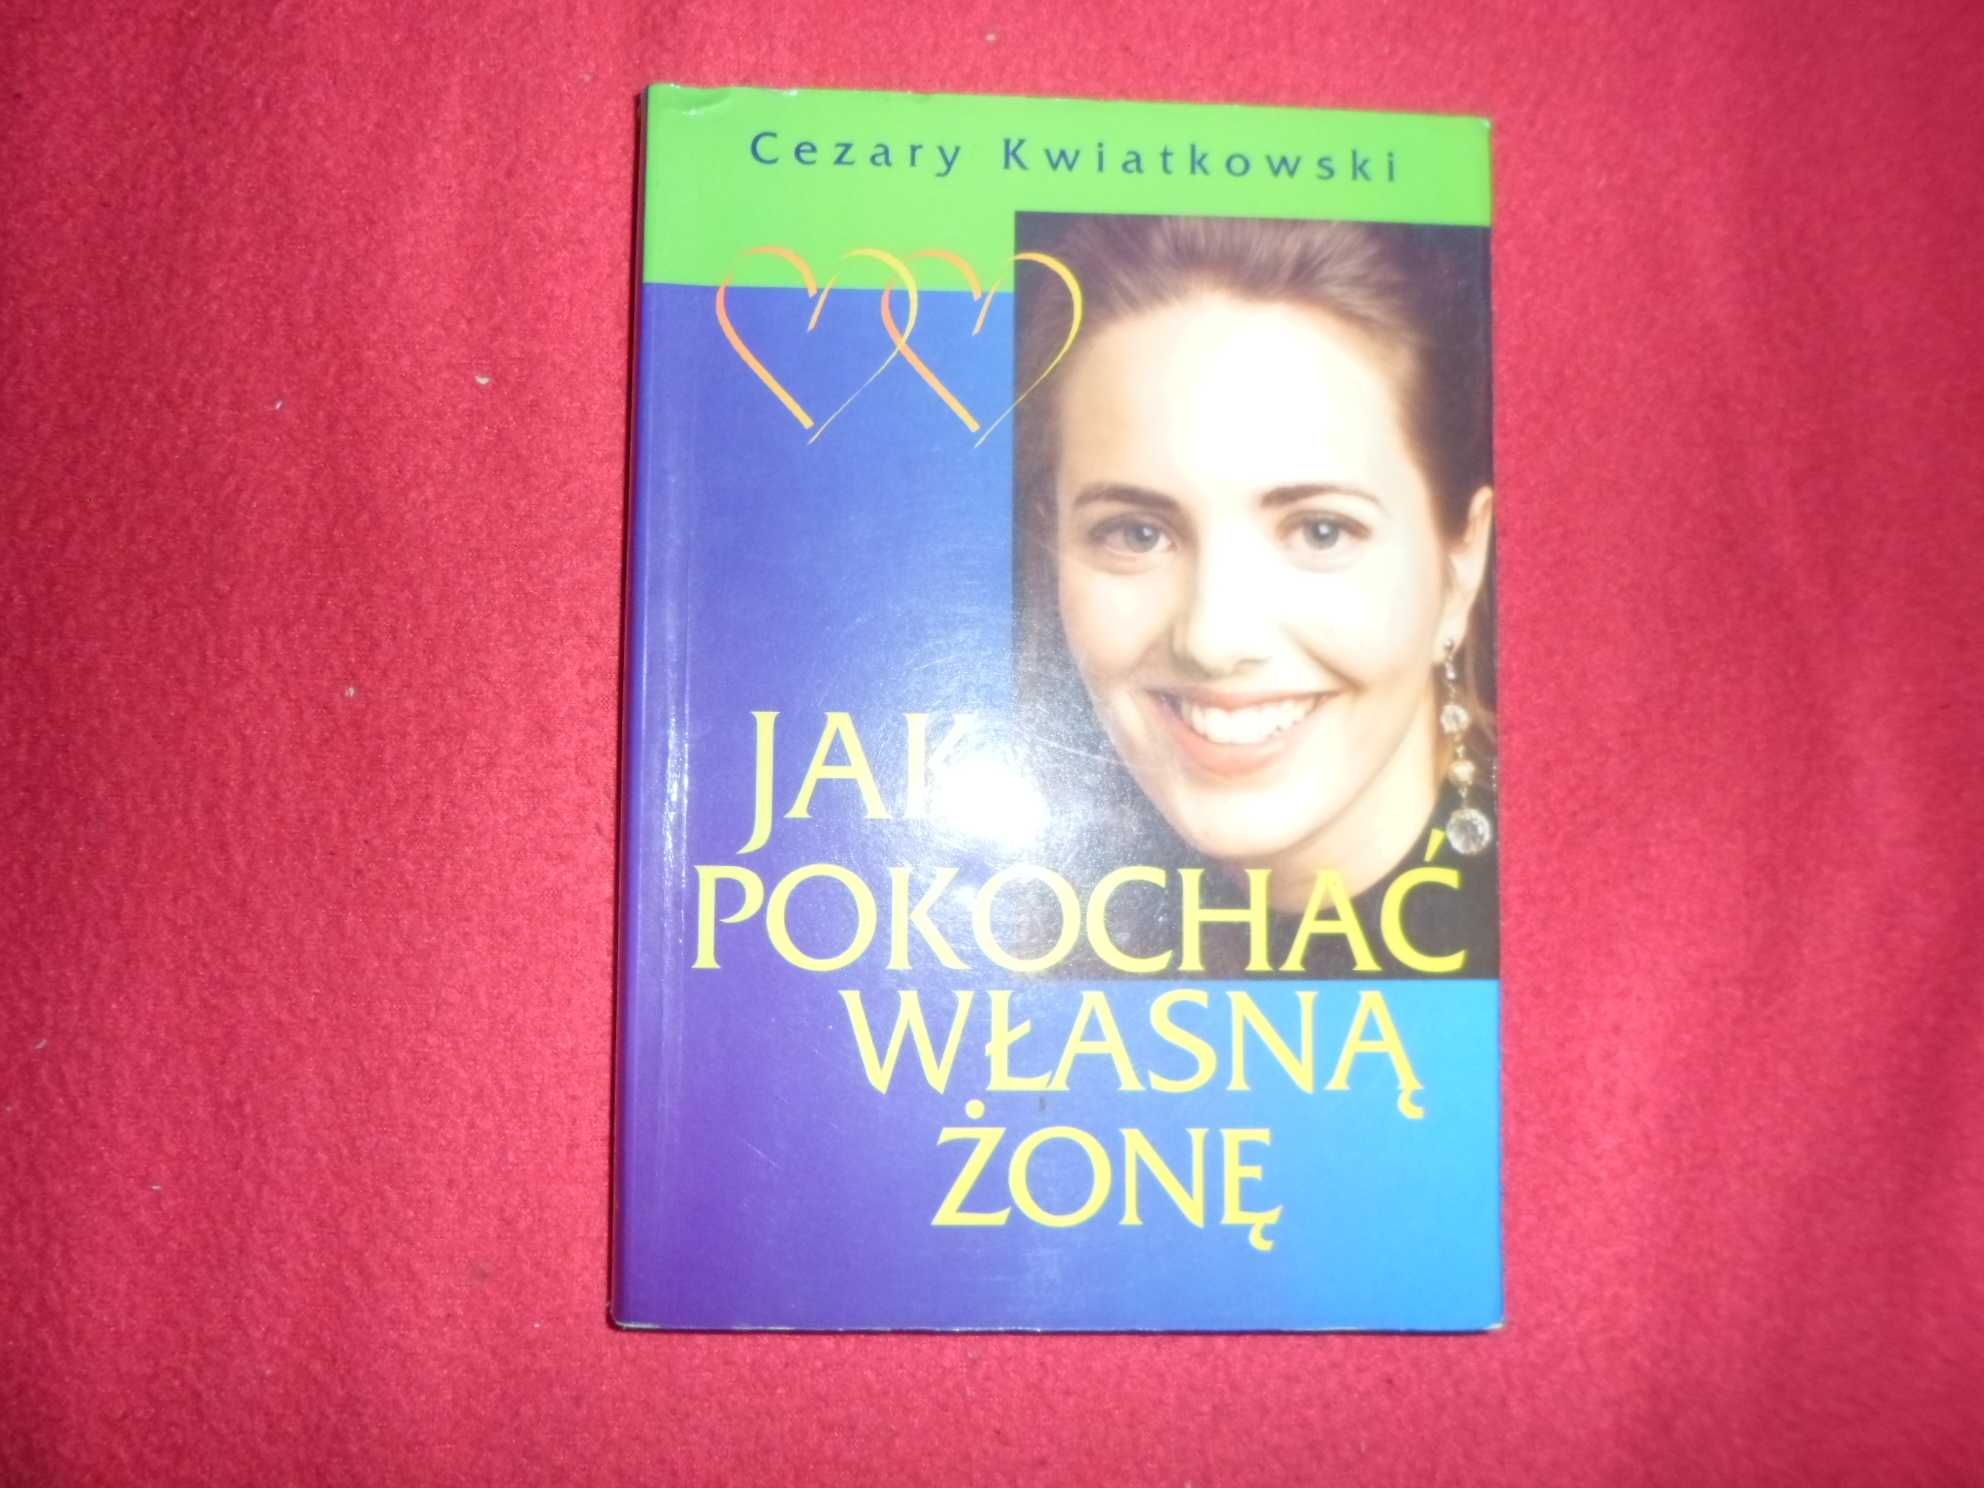 Cezary Kwiatkowski
JAK
POKOCHAĆ
WŁASNĄ
ŻONĘ